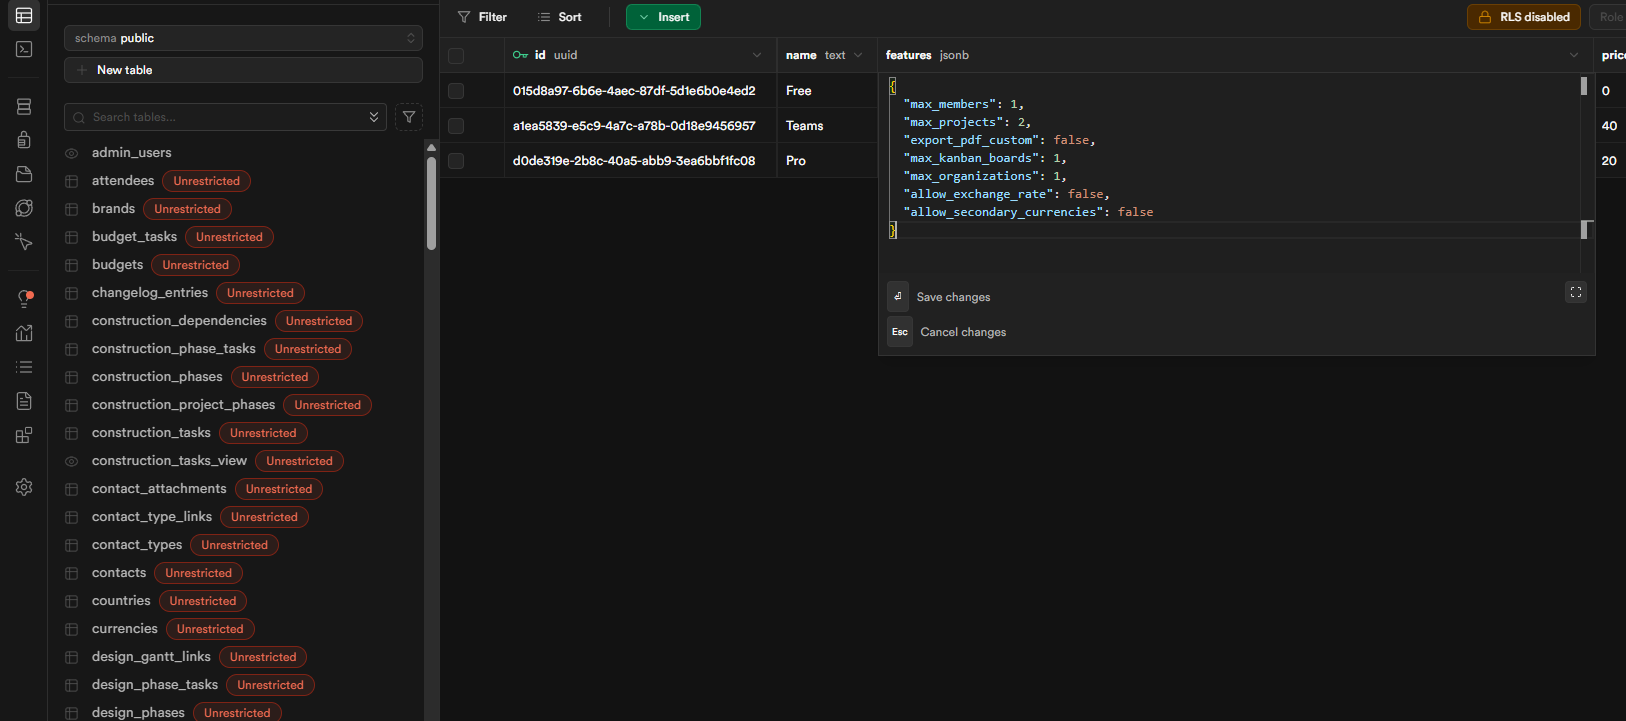 schema public
New table
Search tables...
admin_users
attendees Unrestricted
brands Unrestricted
budget_tasks Unrestricted
budgets Unrestricted
changelog_entries Unrestricted
construction_dependencies Unrestricted
construction_phase_tasks Unrestricted
construction_phases Unrestricted
construction_project_phases Unrestricted
construction_tasks Unrestricted
construction_tasks_view Unrestricted
contact_attachments Unrestricted
contact_type_links Unrestricted
contact_types Unrestricted
contacts Unrestricted
countries Unrestricted
currencies Unrestricted
design_gantt_links Unrestricted
design_phase_tasks Unrestricted
design_phases Unrestricted
Filter Sort Insert RLS disabled Role
id uuid name text features jsonb pric
015d8a97-6b6e-4aec-87df-5d1e6b0e4ed2 Free 0
a1ea5839-e5c9-4a7c-a78b-0d18e9456957 Teams 40
d0de319e-2b8c-40a5-abb9-3ea6bbf1fc08 Pro 20
{
"max_members": 1,
"max_projects": 2,
"export_pdf_custom": false,
"max_kanban_boards": 1,
"max_organizations": 1,
"allow_exchange_rate": false,
"allow_secondary_currencies": false
}
Save changes
Esc Cancel changes